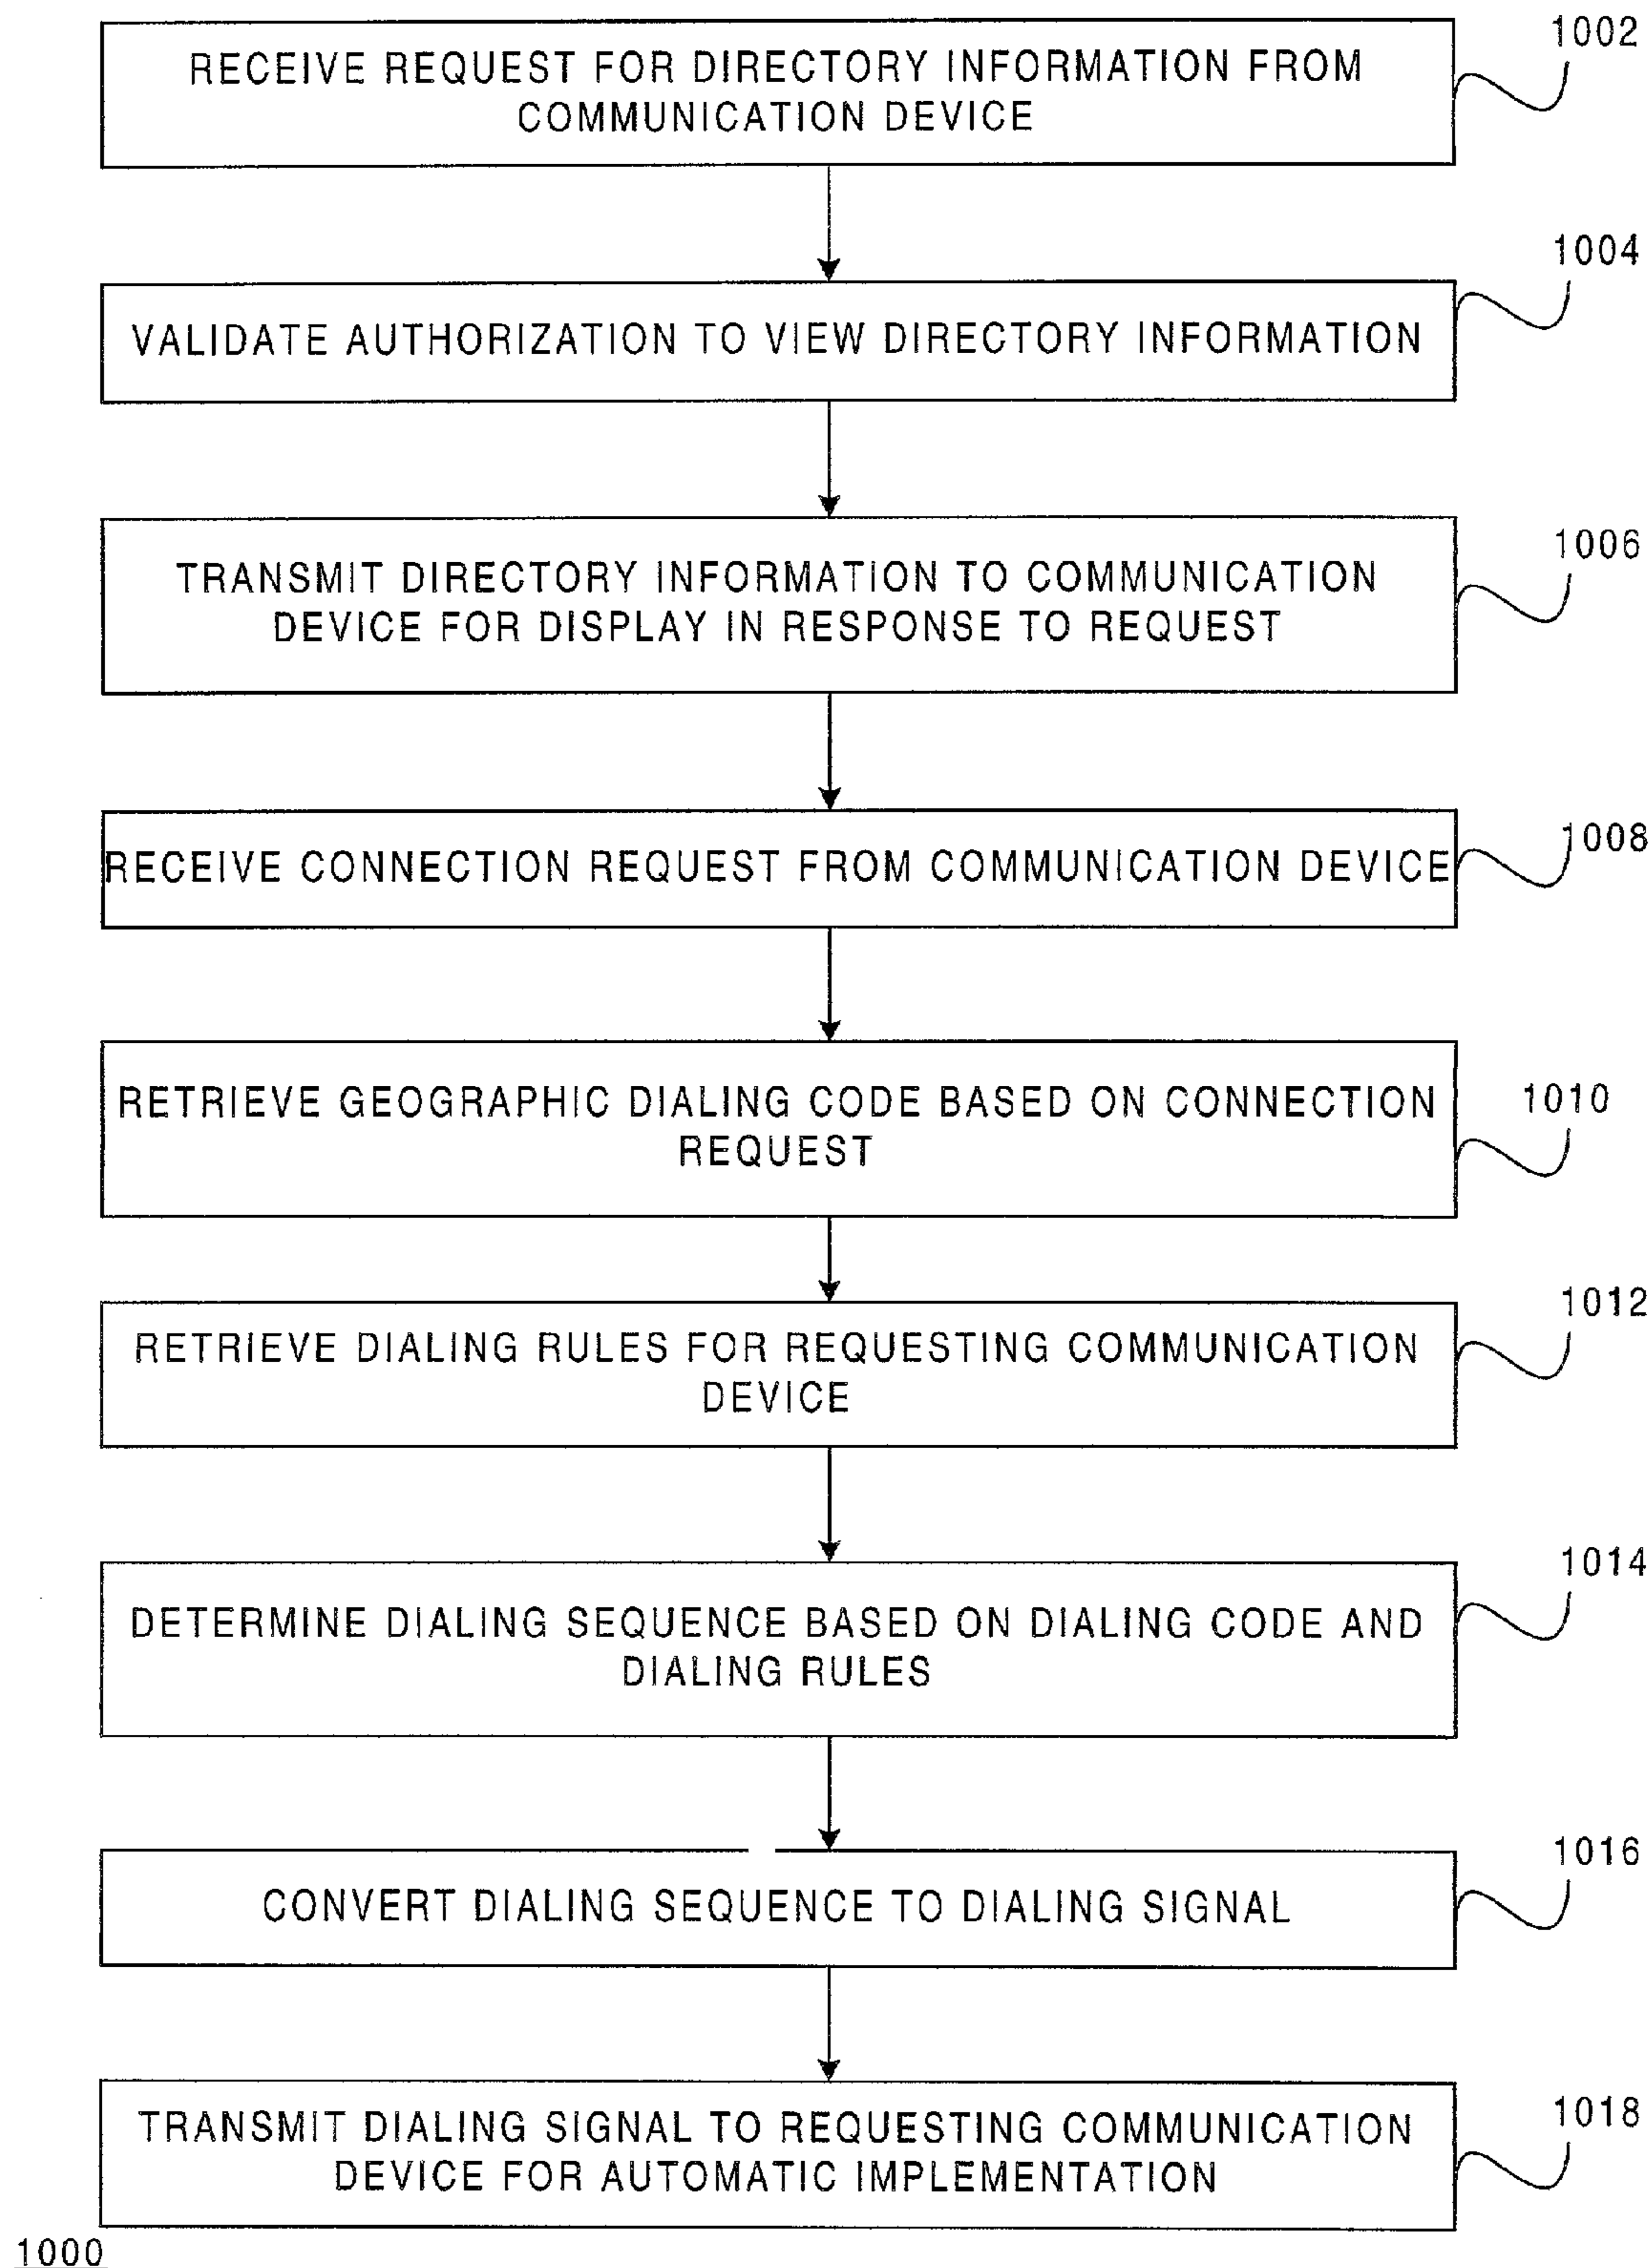 1002
RECEIVE REQUEST FOR DIRECTORY INFORMATION FROM
COMMUNICATION DEVICE
1004
VALIDATE AUTHORIZATION TO VIEW DIRECTORY INFORMATION
1006
TRANSMIT DIRECTORY INFORMATION TO COMMUNICATION
DEVICE FOR DISPLAY IN RESPONSE TO REQUEST
1008
RECEIVE CONNECTION REQUEST FROM COMMUNICATION DEVICE
1010
RETRIEVE GEOGRAPHIC DIALING CODE BASED ON CONNECTION
REQUEST
1012
RETRIEVE DIALING RULES FOR REQUESTING COMMUNICATION
DEVICE
1014
DETERMINE DIALING SEQUENCE BASED ON DIALING CODE AND
DIALING RULES
1016
CONVERT DIALING SEQUENCE TO DIALING SIGNAL
1018
TRANSMIT DIALING SIGNAL TO REQUESTING COMMUNICATION
DEVICE FOR AUTOMATIC IMPLEMENTATION
1000